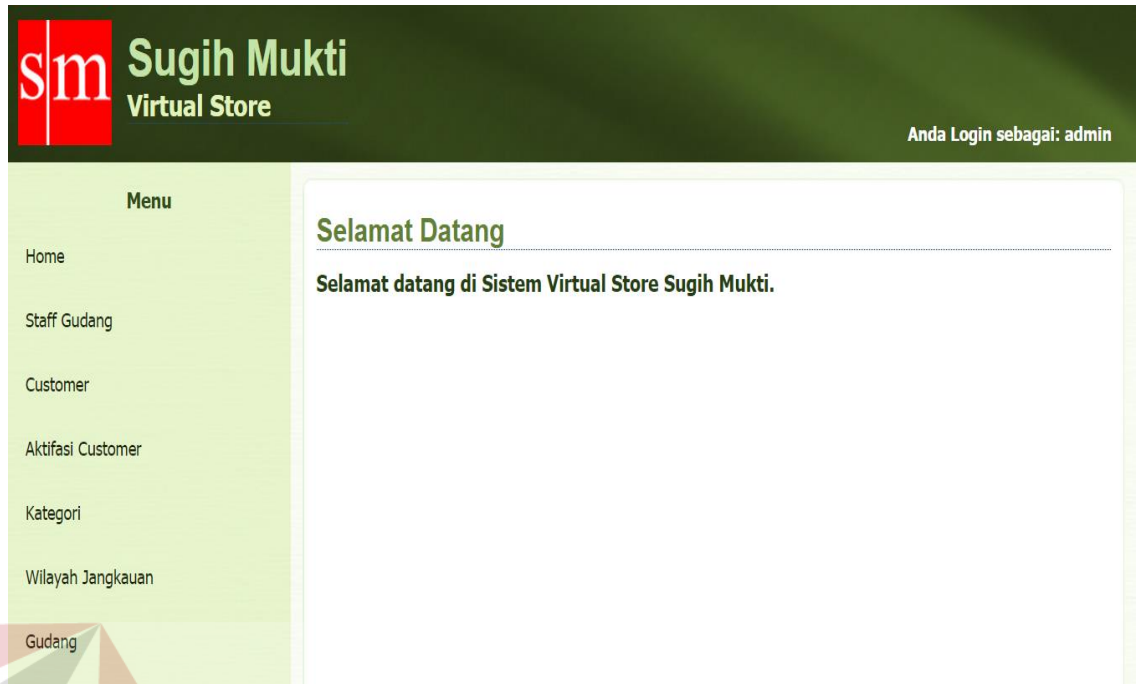 sm
Sugih Mukti
Virtual Store
Anda Login sebagai: admin
Menu
Home
Staff Gudang
Customer
Aktifasi Customer
Kategori
Wilayah Jangkauan
Gudang
Selamat Datang
Selamat datang di Sistem Virtual Store Sugih Mukti.